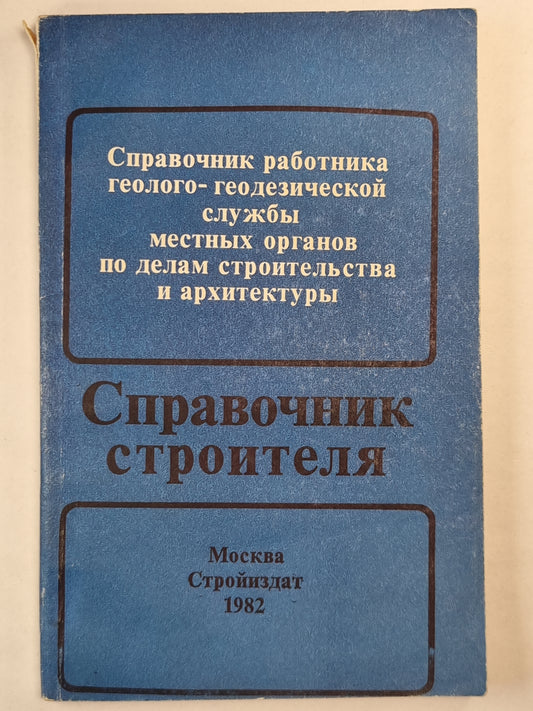 Справочник работника
геолого-геодезической
службы
местных органов
по делам строительства
и архитектуры
Справочник
строителя
Москва
Стройиздат
1982